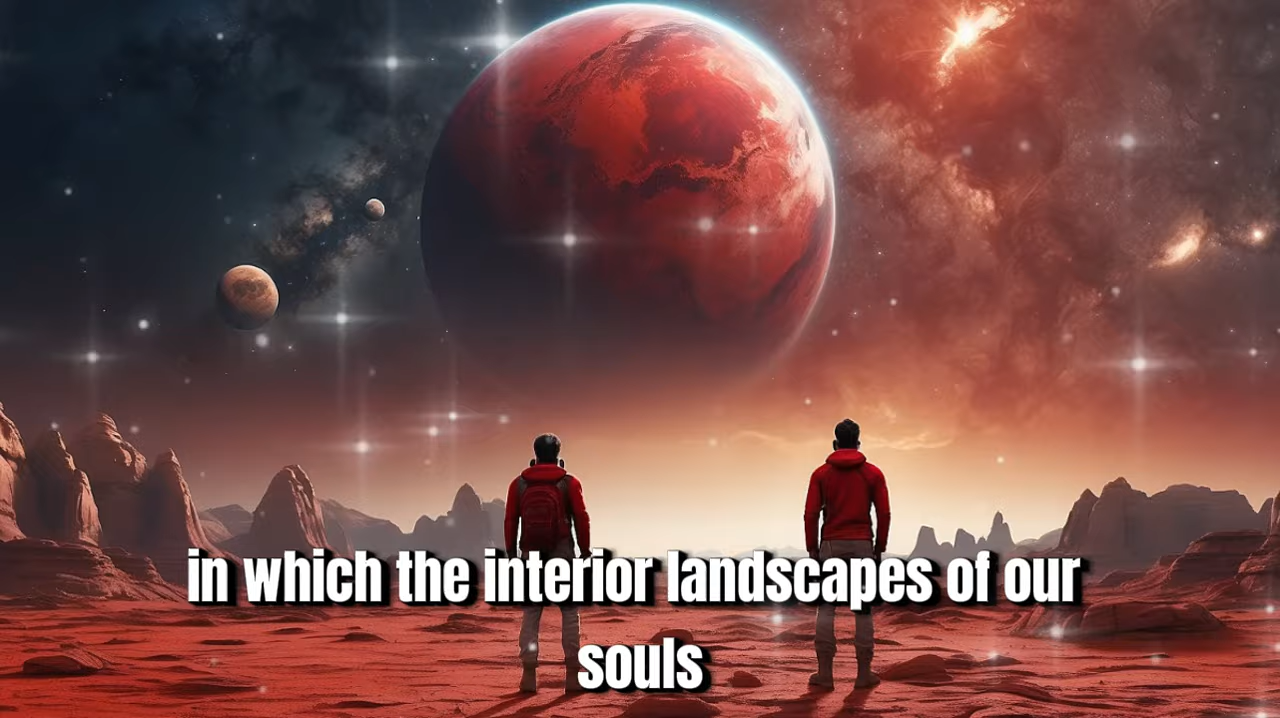 in which the interior landscapes of our
souls